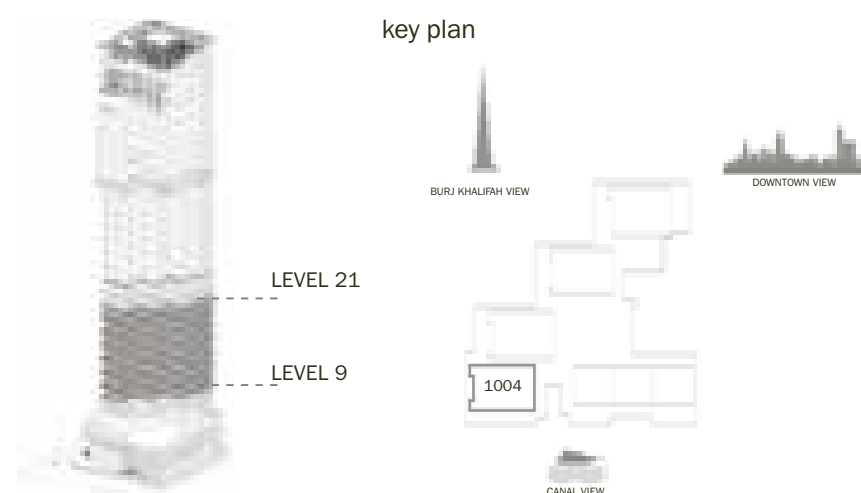 key plan
BURJ KHALIFAH VIEW
DOWNTOWN VIEW
LEVEL 21
LEVEL 9
1004
CANAL VIEW